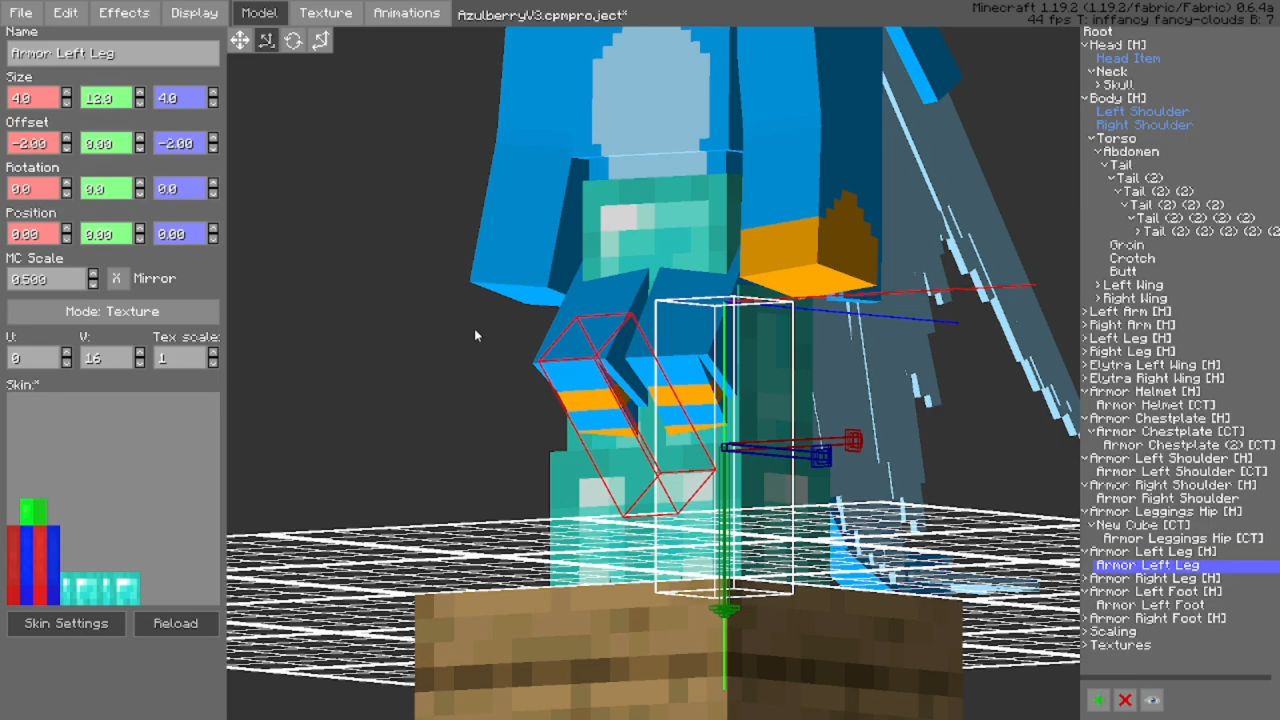 File Edit Effects Display Model Texture Animations AzulberryV3.cpmproject* Minecraft 1.19.2 (1.19.2/fabric/Fabric) 0.6.4a
44 fps T: inf fancy fancy-clouds B: 7
Name
Armor Left Leg
Size
4.0 12.0 4.0
Offset
-2.00 0.00 -2.00
Rotation
0.0 0.0 0.0
Position
0.00 0.00 0.00
MC Scale
0.500 X Mirror
Mode: Texture
U: V: Tex scale:
0 16 1
Skin:*
Skin Settings Reload
Root
Head [H]
Head Item
Neck
Skull
Body [H]
Left Shoulder
Right Shoulder
Torso
Abdomen
Tail
Tail (2)
Tail (2) (2)
Tail (2) (2) (2)
Tail (2) (2) (2) (2)
Tail (2) (2) (2) (2) (2
Groin
Crotch
Butt
Left Wing
Right Wing
Left Arm [H]
Right Arm [H]
Left Leg [H]
Right Leg [H]
Elytra Left Wing [H]
Elytra Right Wing [H]
Armor Helmet [H]
Armor Helmet [CT]
Armor Chestplate [H]
Armor Chestplate [CT]
Armor Chestplate (2) [CT]
Armor Left Shoulder [H]
Armor Left Shoulder [CT]
Armor Right Shoulder [H]
Armor Right Shoulder
Armor Leggings Hip [H]
New Cube [CT]
Armor Leggings Hip [CT]
Armor Left Leg [H]
Armor Left Leg
Armor Right Leg [H]
Armor Left Foot [H]
Armor Left Foot
Armor Right Foot [H]
Scaling
Textures